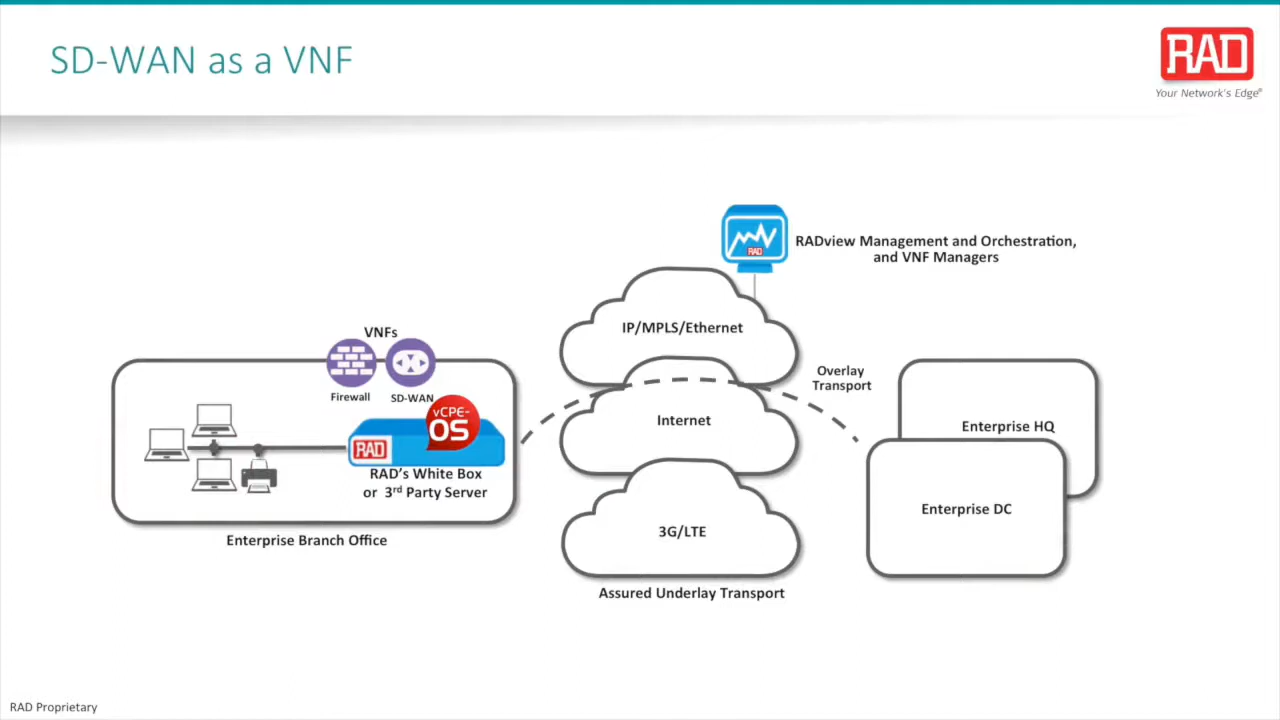 SD-WAN as a VNF
RAD
Your Network's Edge®
RAD
RADview Management and Orchestration,
and VNF Managers
IP/MPLS/Ethernet
VNFs
Firewall
SD-WAN
vCPE-
OS
RAD
RAD's White Box
or 3rd Party Server
Enterprise Branch Office
Overlay
Transport
Internet
3G/LTE
Assured Underlay Transport
Enterprise HQ
Enterprise DC
RAD Proprietary